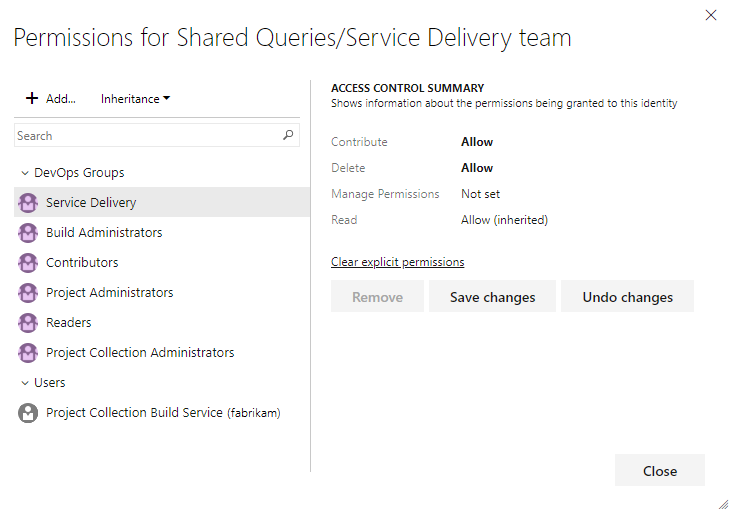 Permissions for Shared Queries/Service Delivery team
Add...
Inheritance
Search
DevOps Groups
Service Delivery
Build Administrators
Contributors
Project Administrators
Readers
Project Collection Administrators
Users
Project Collection Build Service (fabrikam)
ACCESS CONTROL SUMMARY
Shows information about the permissions being granted to this identity
Contribute Allow
Delete Allow
Manage Permissions Not set
Read Allow (inherited)
Clear explicit permissions
Remove Save changes Undo changes
Close